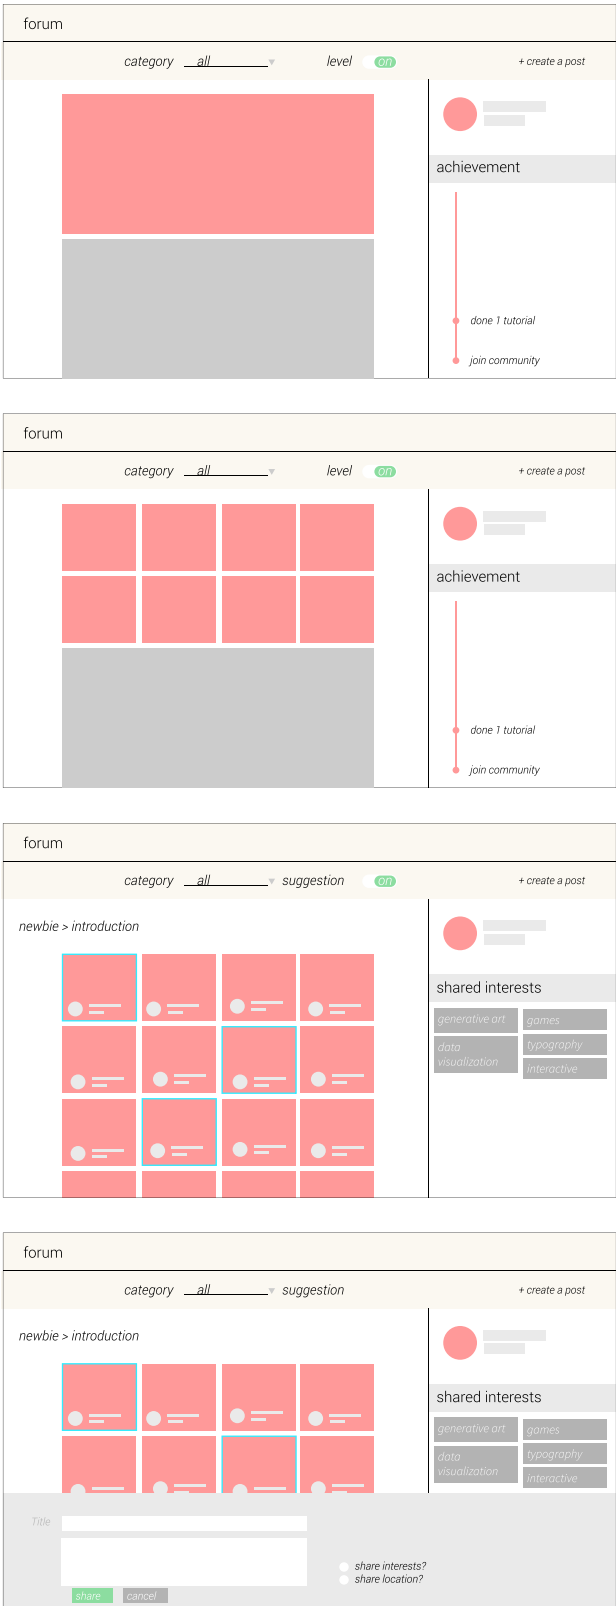 forum
category all level on + create a post
achievement
done 1 tutorial
join community
forum
category all level on + create a post
achievement
done 1 tutorial
join community
forum
category all suggestion on + create a post
newbie > introduction
shared interests
generative art games
data visualization typography
interactive
forum
category all suggestion + create a post
newbie > introduction
shared interests
generative art games
data visualization typography
interactive
Title
share interests?
share location?
share cancel